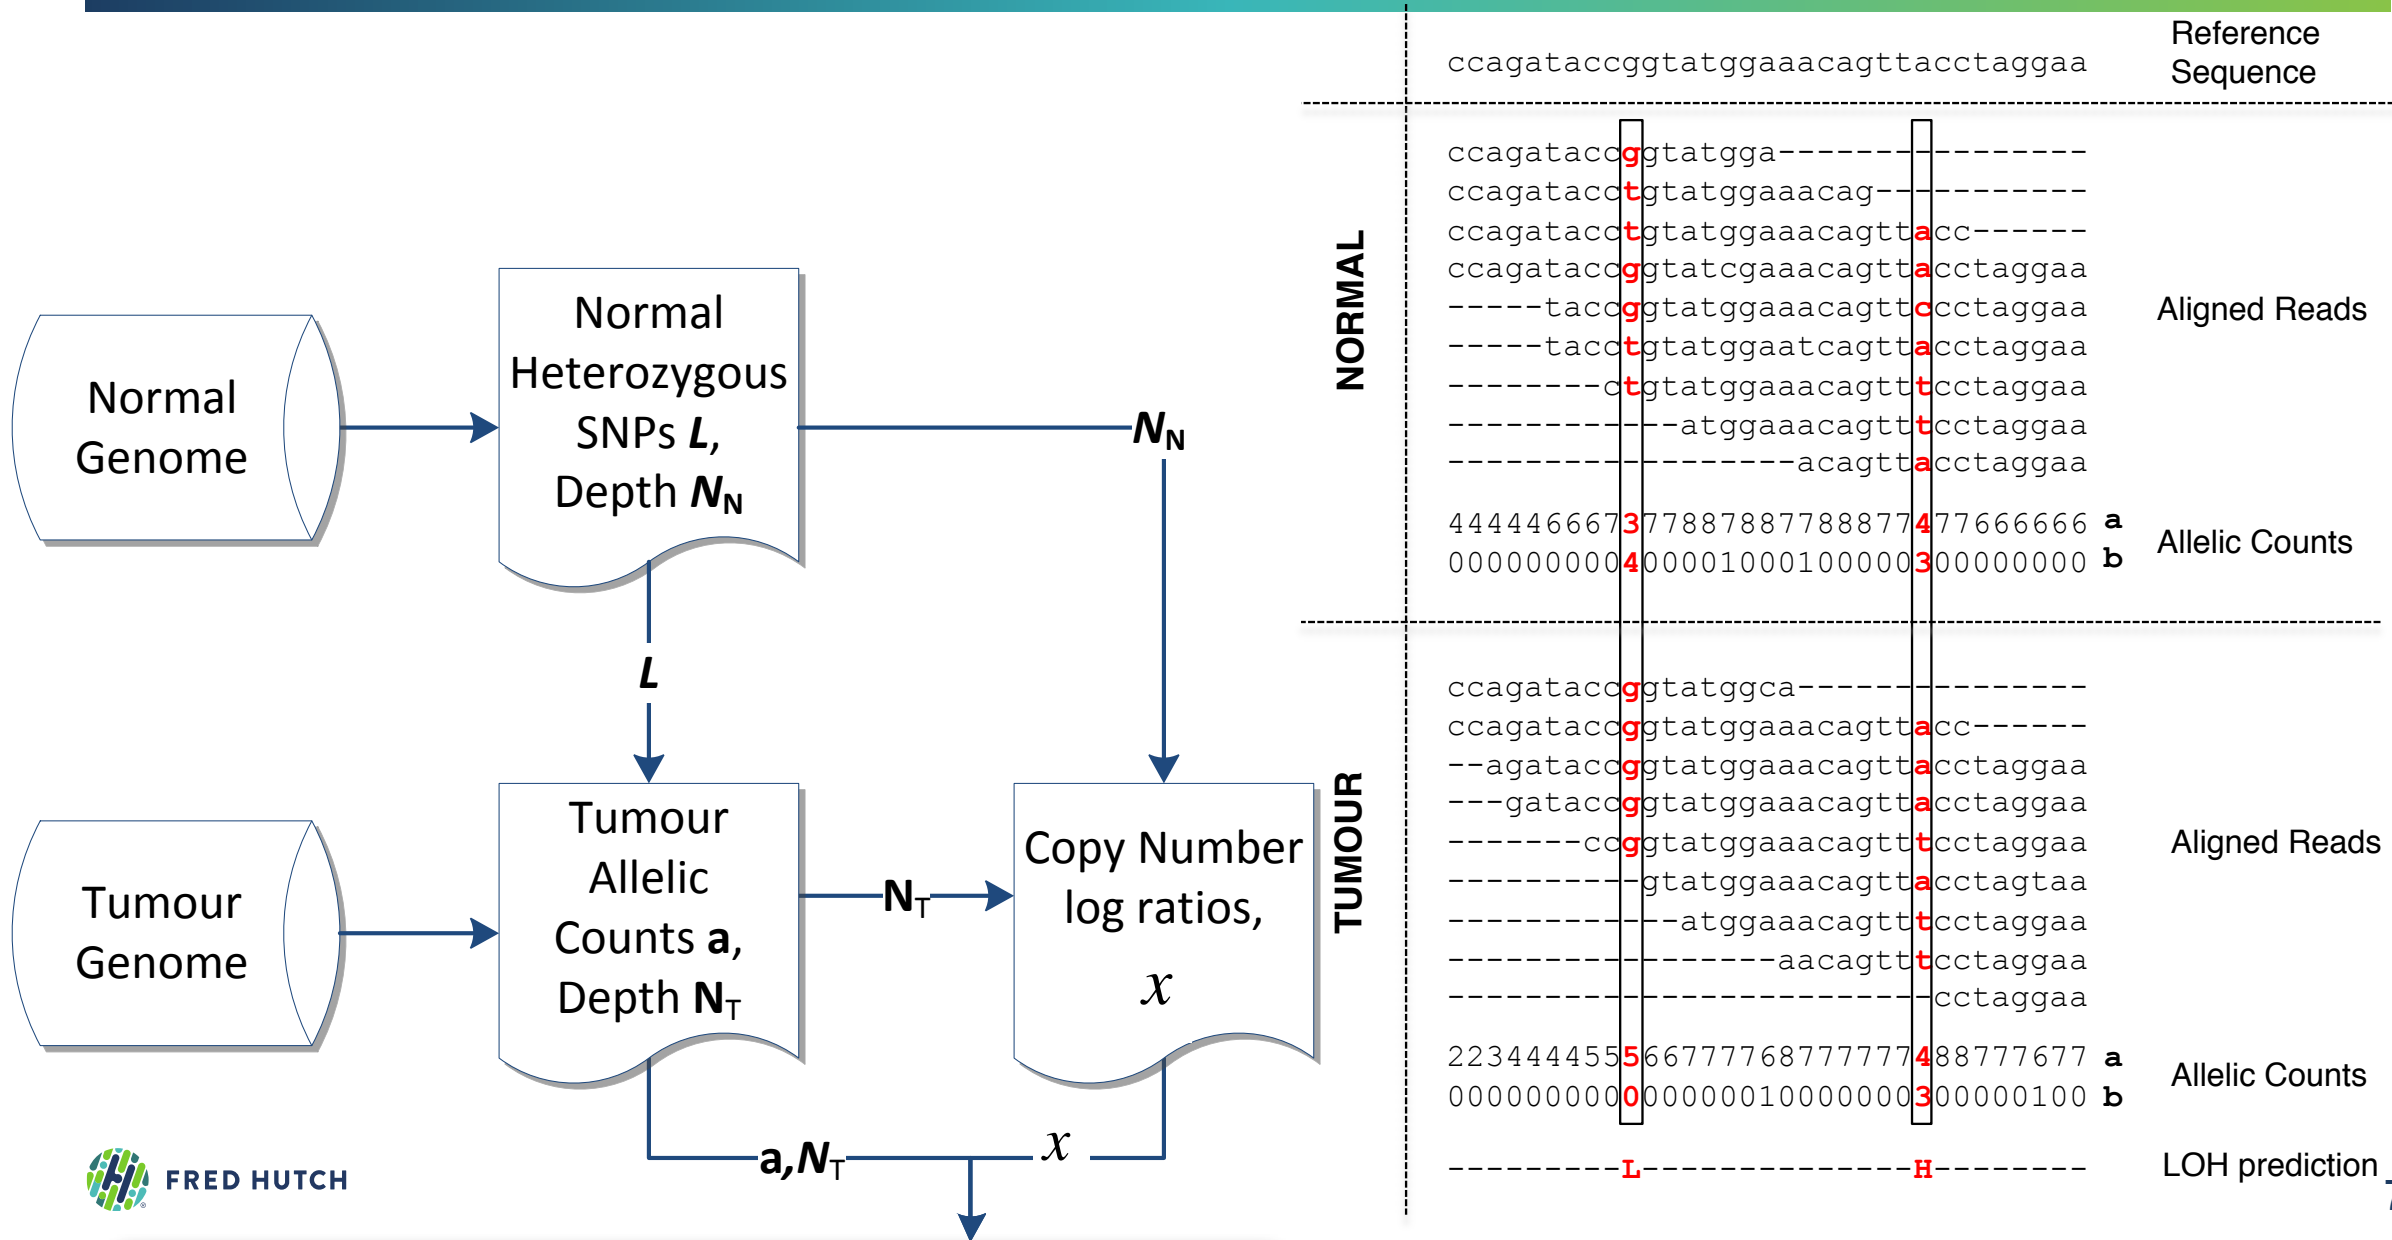 Reference
Sequence
ccagataccggtatggaaacagttacctaggaa
NORMAL
ccagataccggtatgga----------------
ccagatacctgtatggaaacag-----------
ccagatacctgtatggaaacagttacc------
ccagataccggtatcgaaacagttacctaggaa
-----taccggtatggaaacagttccctaggaa
-----tacctgtatggaatcagttacctaggaa
--------ctgtatggaaacagtttcctaggaa
------------atggaaacagtttcctaggaa
------------------acagttacctaggaa
Aligned Reads
444446667377887887788877477666666 a
000000000400001000100000300000000 b
Allelic Counts
TUMOUR
ccagataccggtatggca---------------
ccagataccggtatggaaacagttacc------
--agataccggtatggaaacagttacctaggaa
---gataccggtatggaaacagttacctaggaa
-------ccggtatggaaacagtttcctaggaa
----------gtatggaaacagttacctagtaa
------------atggaaacagtttcctaggaa
-----------------aacagtttcctaggaa
-------------------------cctaggaa
Aligned Reads
223444455566777768777777488777677 a
000000000000000010000000300000100 b
Allelic Counts
---------L--------------H--------
LOH prediction
Normal
Genome
Normal
Heterozygous
SNPs L,
Depth NN
NN
L
Tumour
Genome
Tumour
Allelic
Counts a,
Depth NT
NT
Copy Number
log ratios,
x
a,NT
x
FRED HUTCH